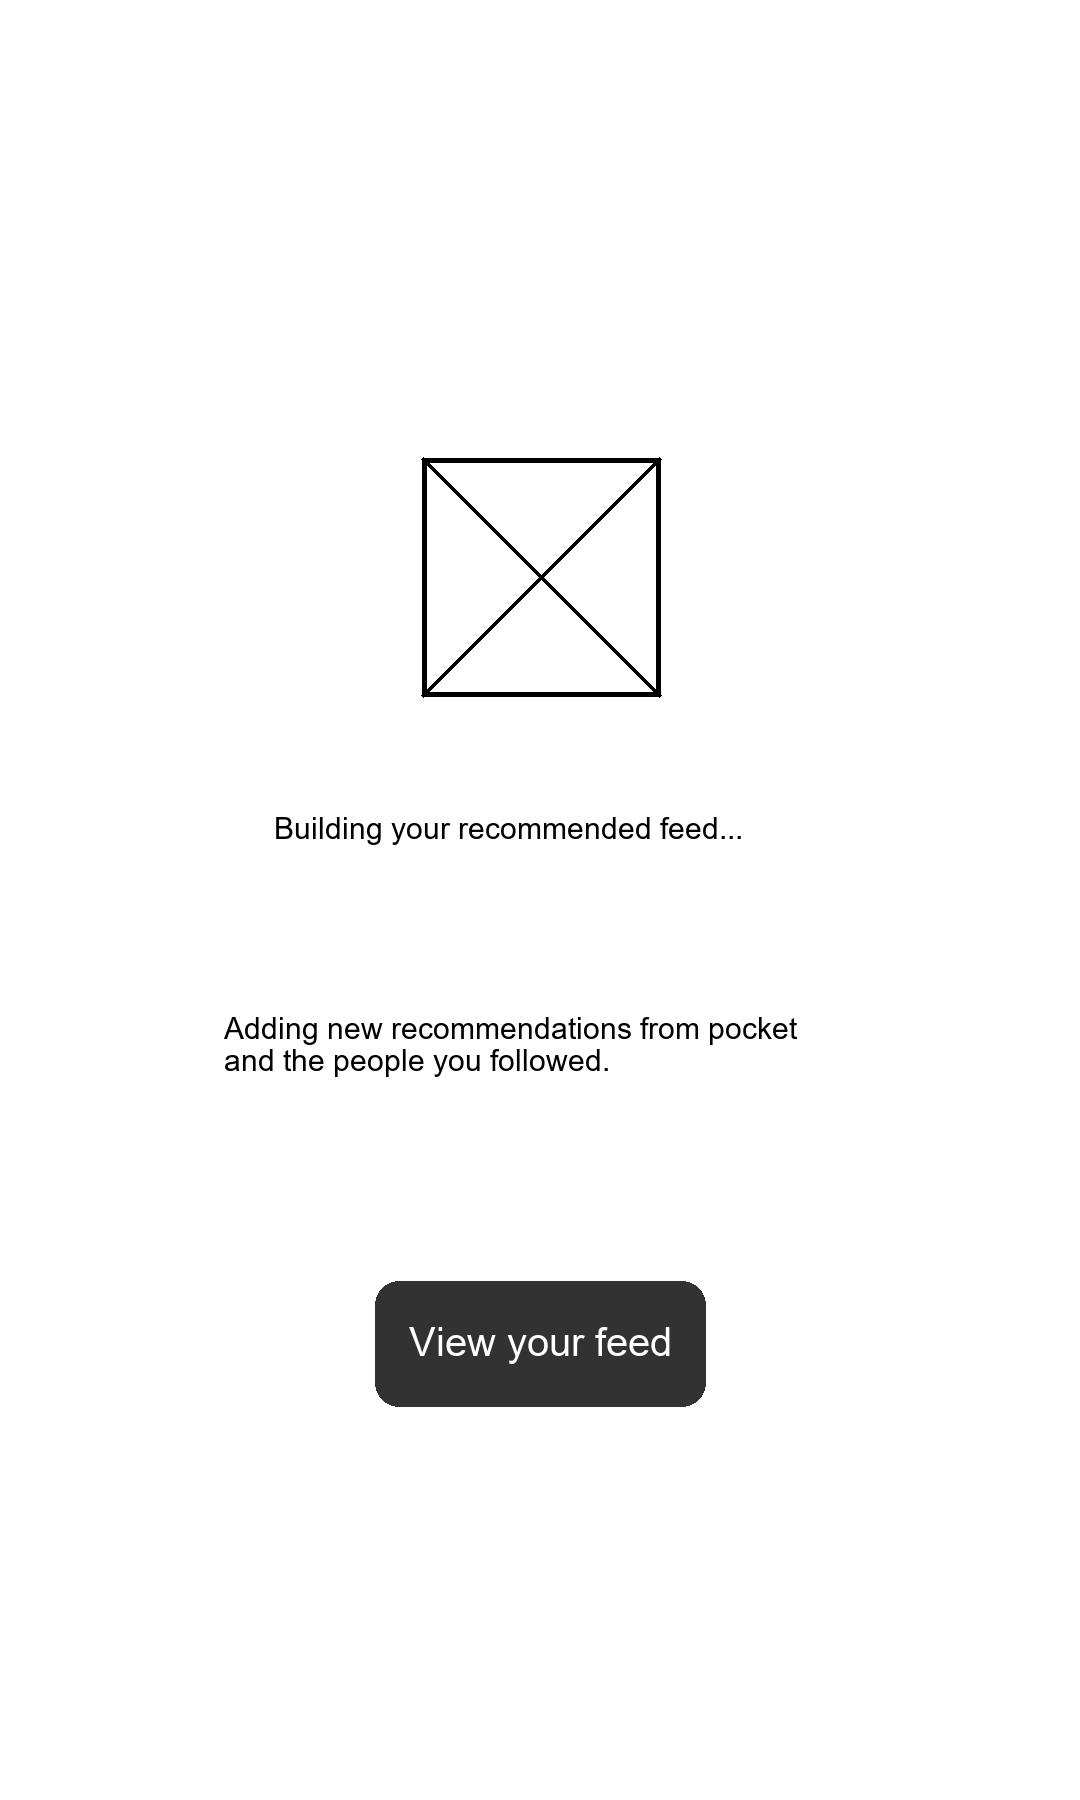 Building your recommended feed...
Adding new recommendations from pocket
and the people you followed.
View your feed